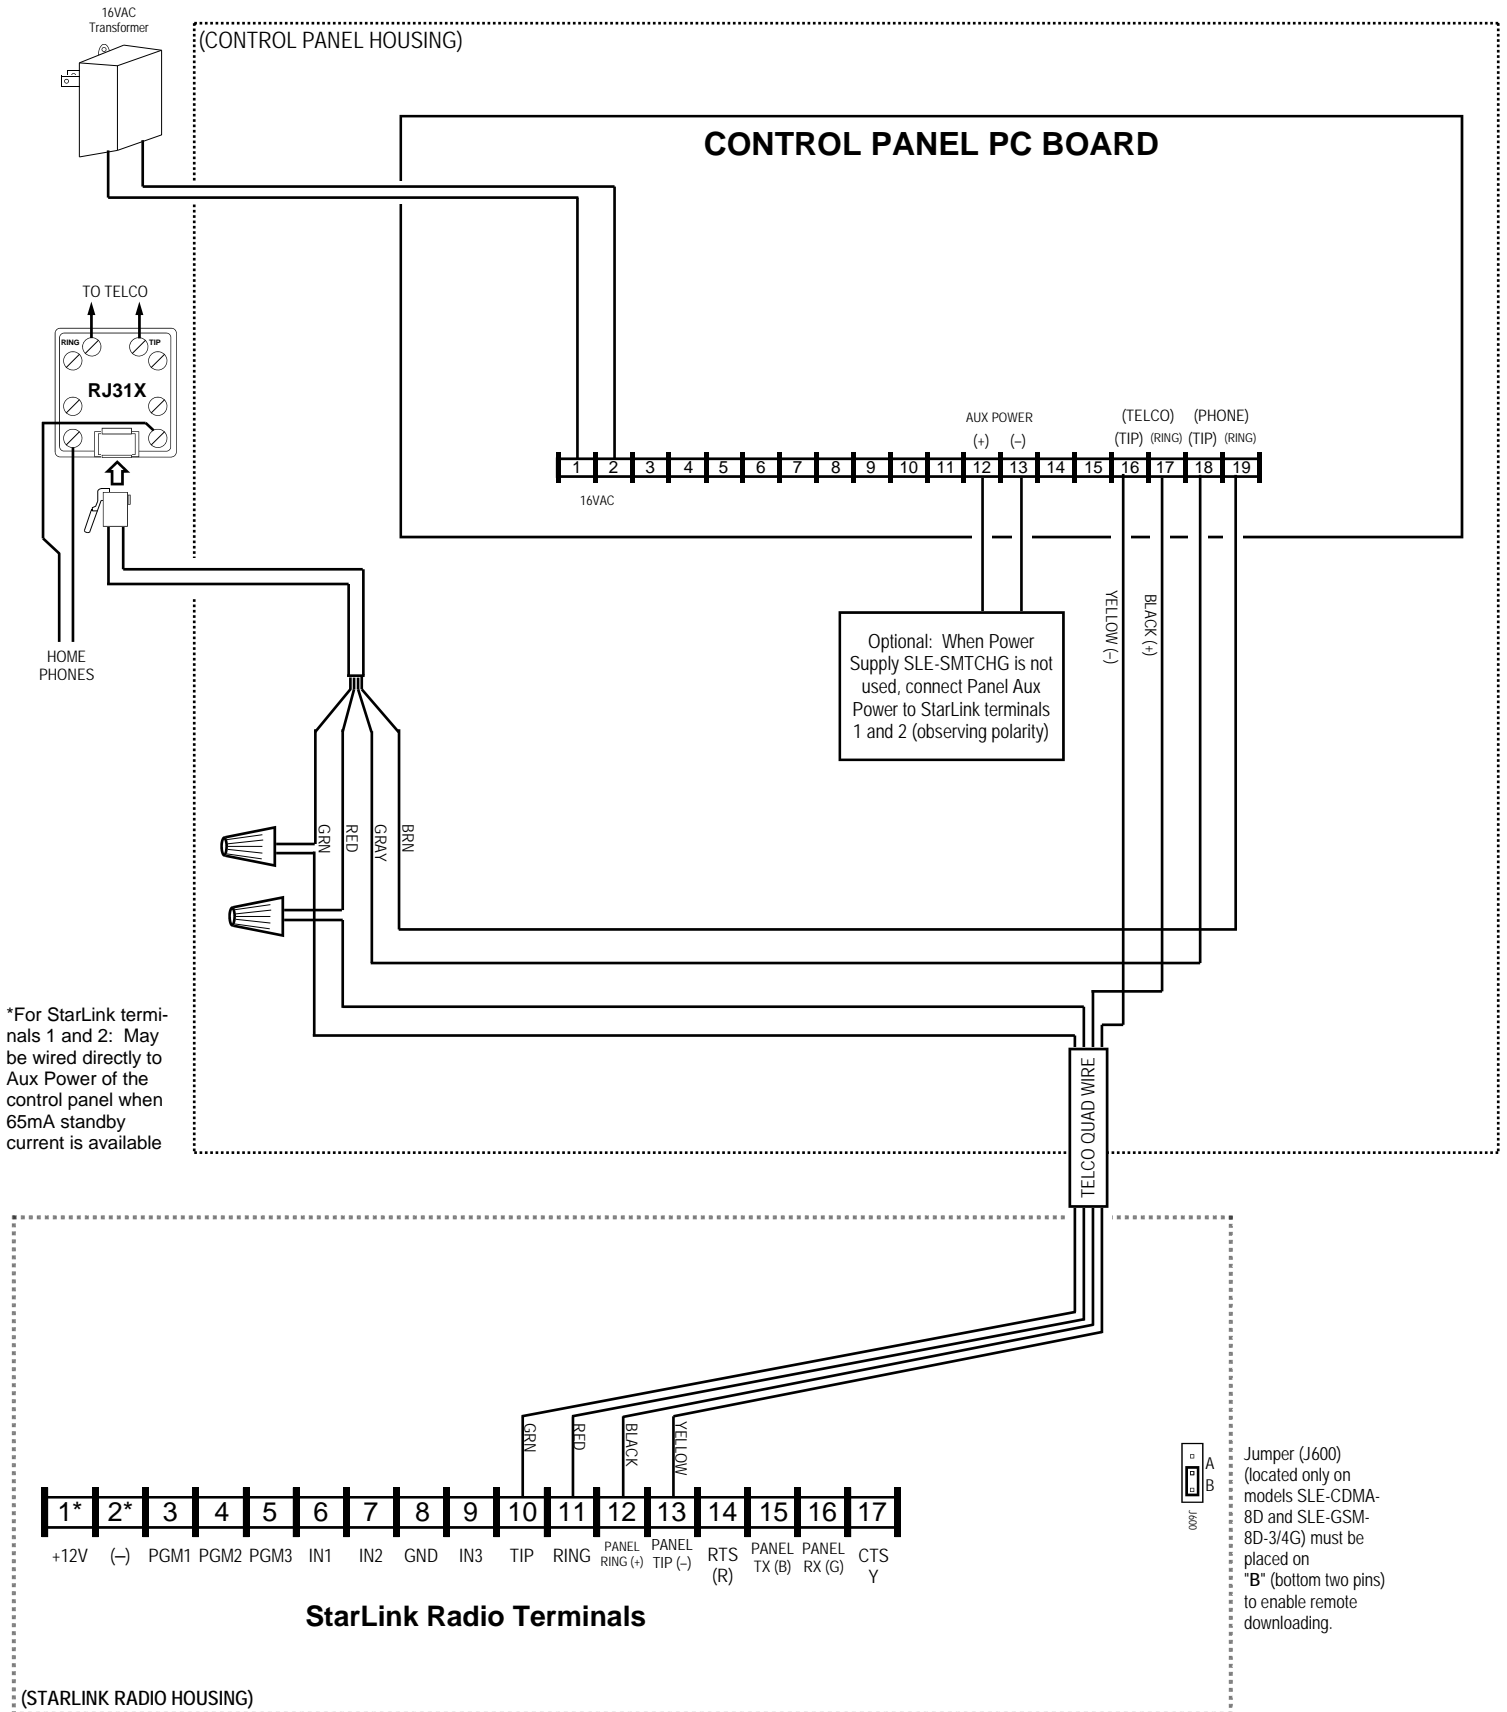 16VAC
Transformer
(CONTROL PANEL HOUSING)
CONTROL PANEL PC BOARD
TO TELCO
RING
TIP
RJ31X
HOME
PHONES
AUX POWER
(+) (–)
(TELCO) (PHONE)
(TIP) (RING) (TIP) (RING)
1 2 3 4 5 6 7 8 9 10 11 12 13 14 15 16 17 18 19
16VAC
YELLOW (–)
BLACK (+)
Optional: When Power
Supply SLE-SMTCHG is not
used, connect Panel Aux
Power to StarLink terminals
1 and 2 (observing polarity)
GRN
RED
GRAY
BRN
*For StarLink termi-
nals 1 and 2: May
be wired directly to
Aux Power of the
control panel when
65mA standby
current is available
TELCO QUAD WIRE
GRN
RED
BLACK
YELLOW
1* 2* 3 4 5 6 7 8 9 10 11 12 13 14 15 16 17
+12V (–) PGM1 PGM2 PGM3 IN1 IN2 GND IN3 TIP RING
PANEL
RING (+)
PANEL
TIP (–)
RTS
(R)
PANEL
TX (B)
PANEL
RX (G)
CTS
Y
StarLink Radio Terminals
A
B
J600
Jumper (J600)
(located only on
models SLE-CDMA-
8D and SLE-GSM-
8D-3/4G) must be
placed on
"B" (bottom two pins)
to enable remote
downloading.
(STARLINK RADIO HOUSING)